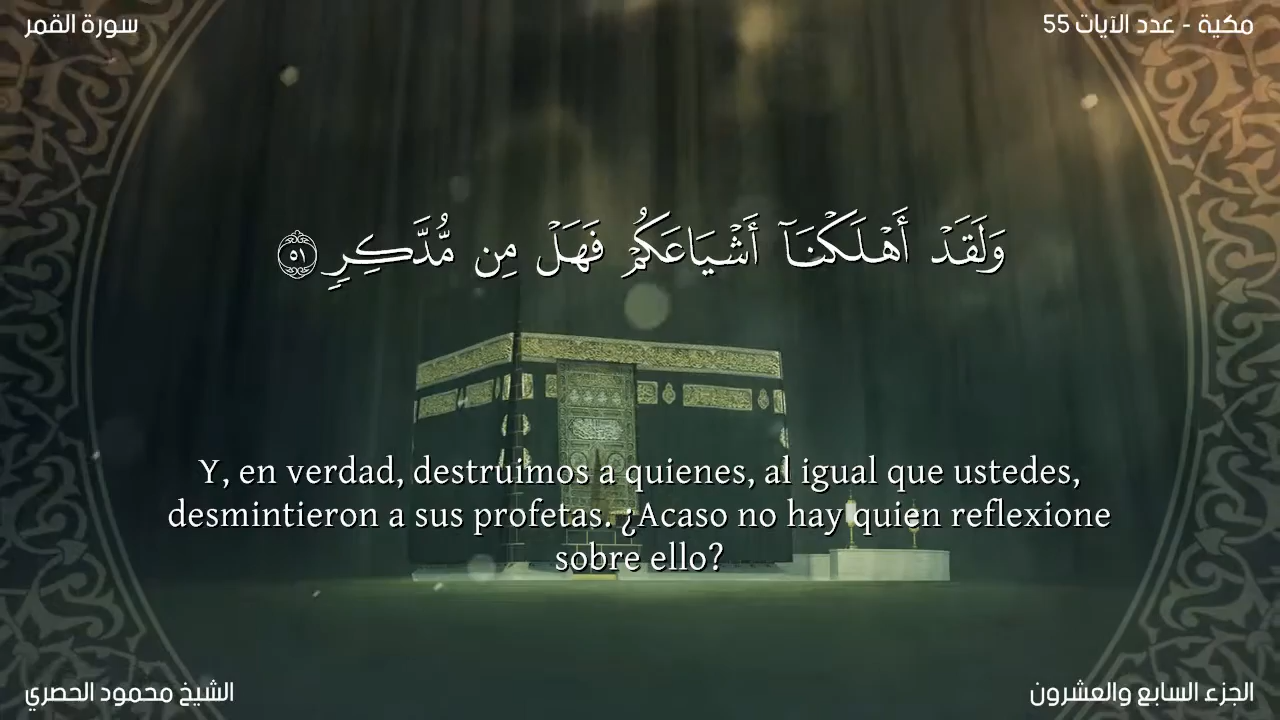 سورة القمر
مكية - عدد الآيات 55
وَلَقَدْ أَهْلَكْنَآ أَشْيَاعَكُمْ فَهَلْ مِن مُّدَّكِرٍ ٥١
Y, en verdad, destruimos a quienes, al igual que ustedes,
desmintieron a sus profetas. ¿Acaso no hay quien reflexione
sobre ello?
الشيخ محمود الحصري
الجزء السابع والعشرون